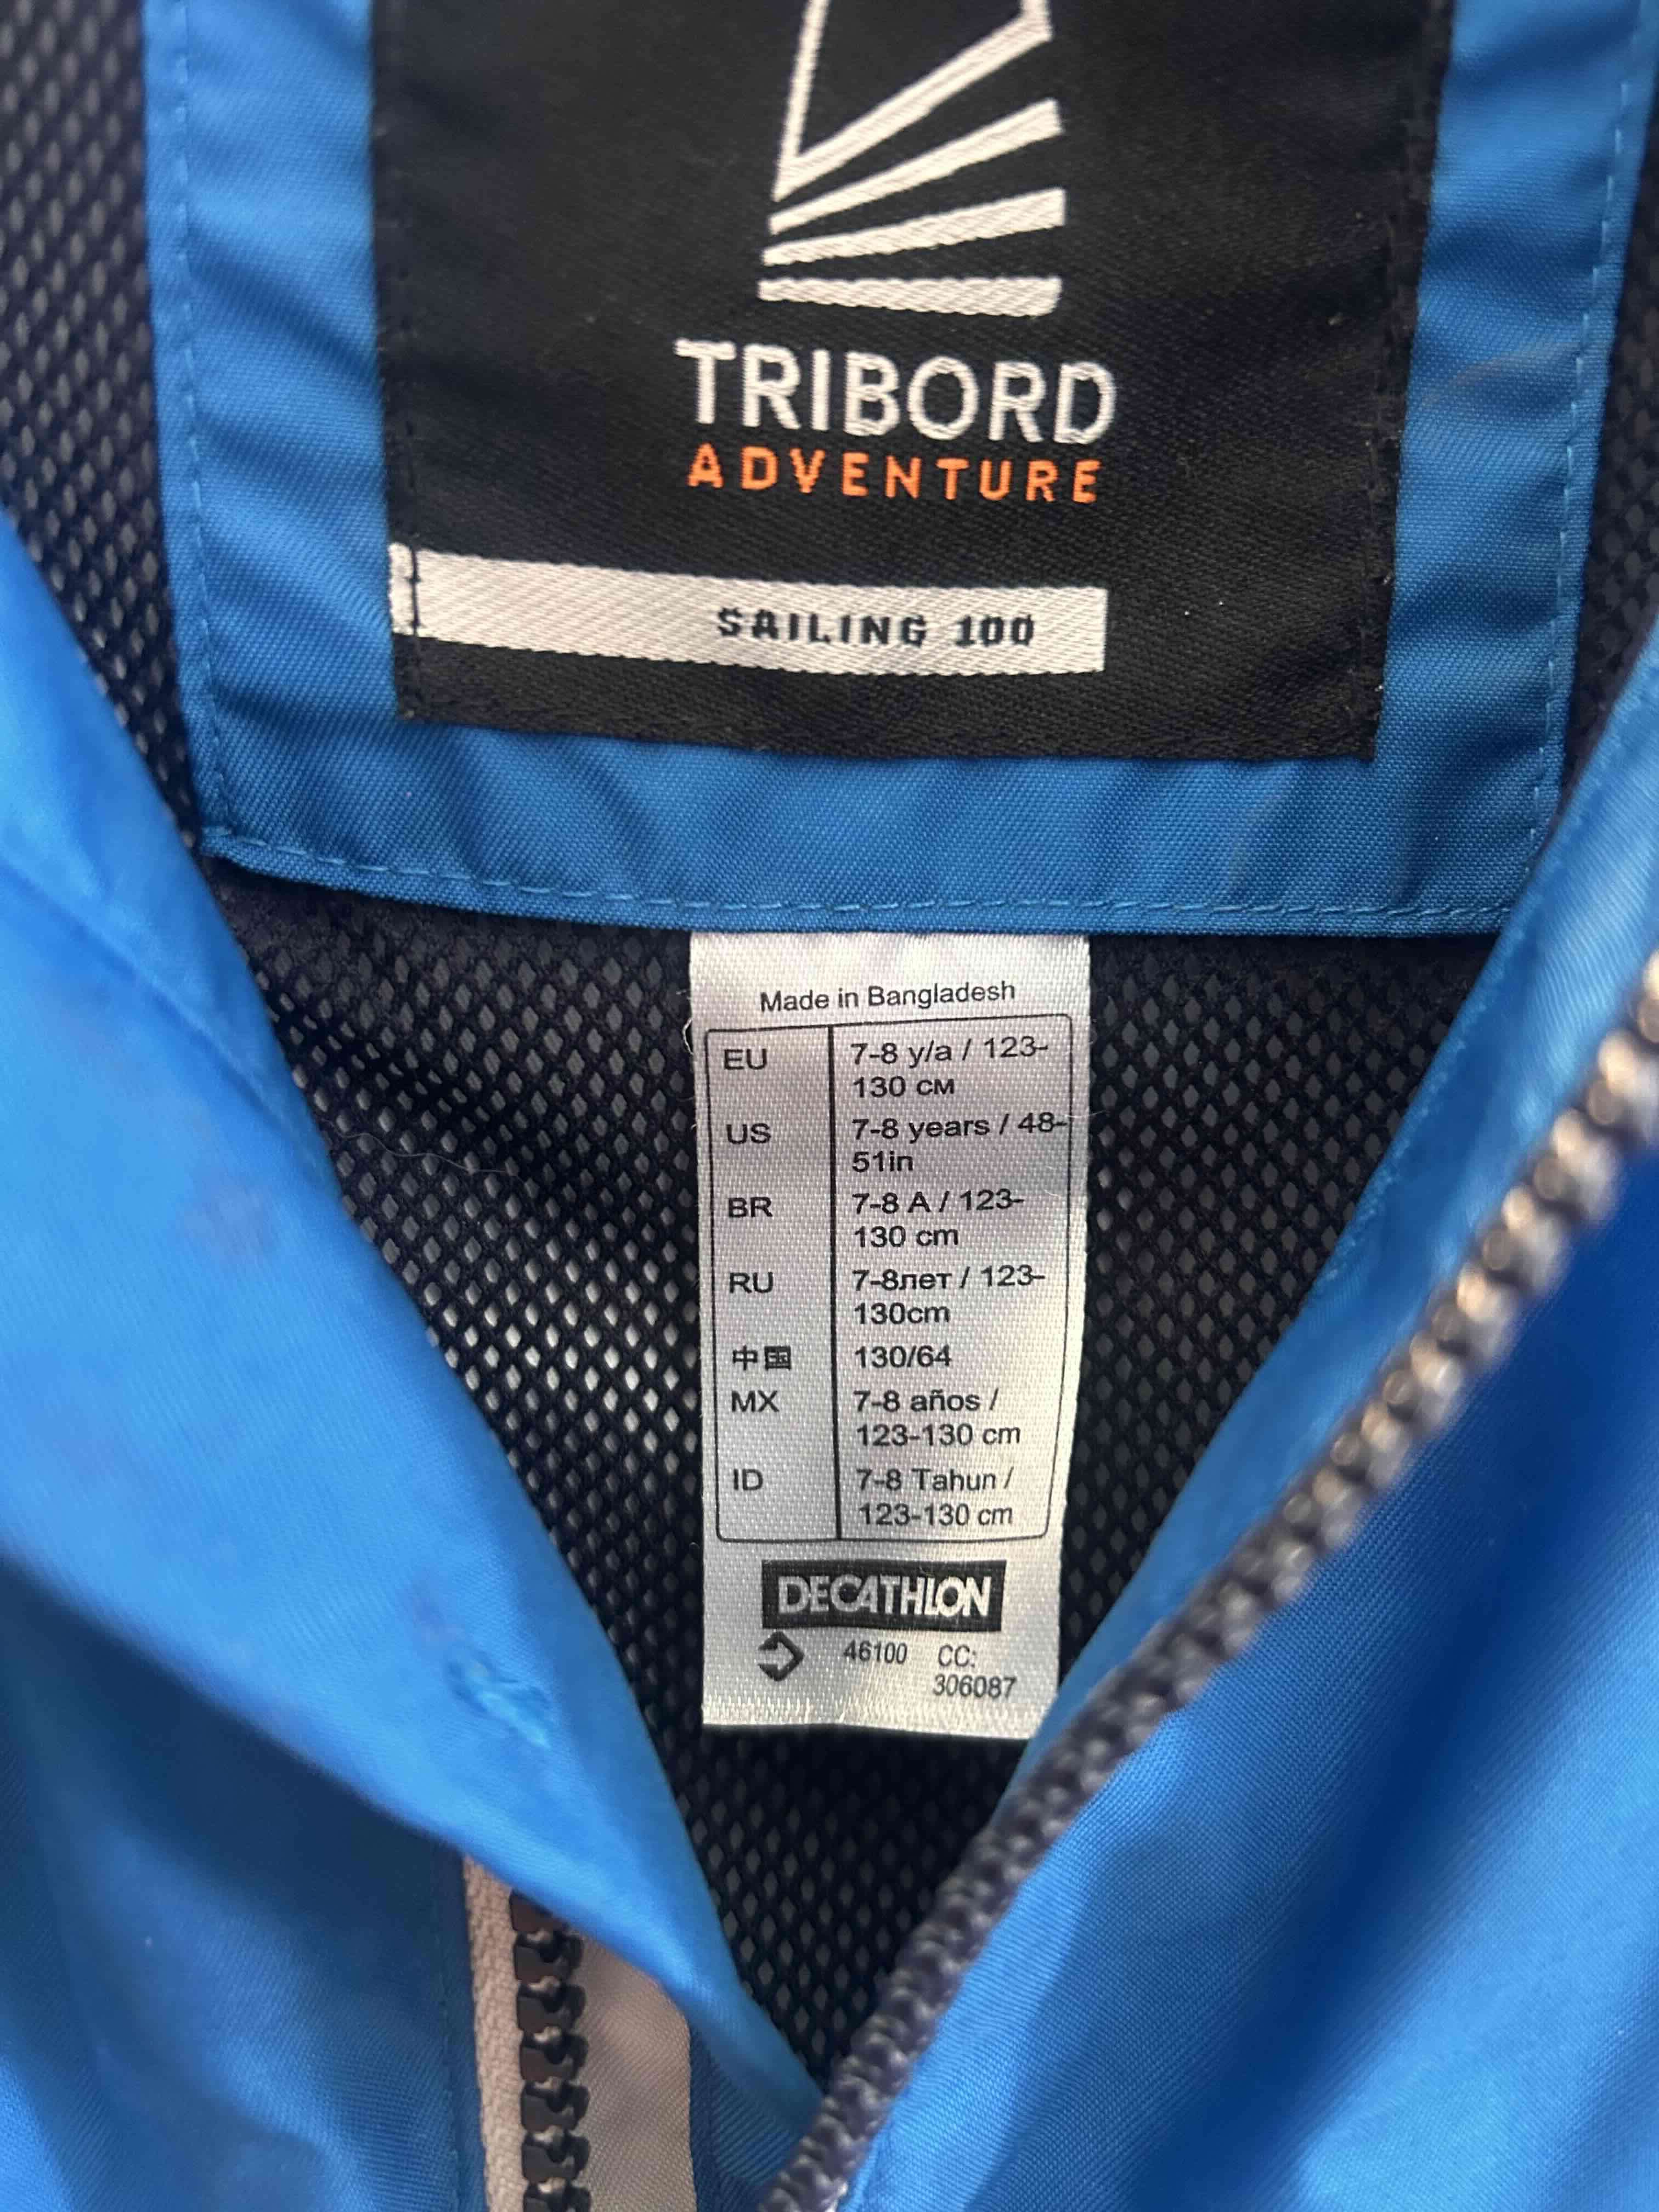 TRIBORD
ADVENTURE
SAILING 100
Made in Bangladesh
EU 7-8 y/a / 123-
130 см
US 7-8 years / 48-
51in
BR 7-8 A / 123-
130 cm
RU 7-8лет / 123-
130cm
中国 130/64
MX 7-8 años /
123-130 cm
ID 7-8 Tahun /
123-130 cm
DECATHLON
46100 CC:
306087